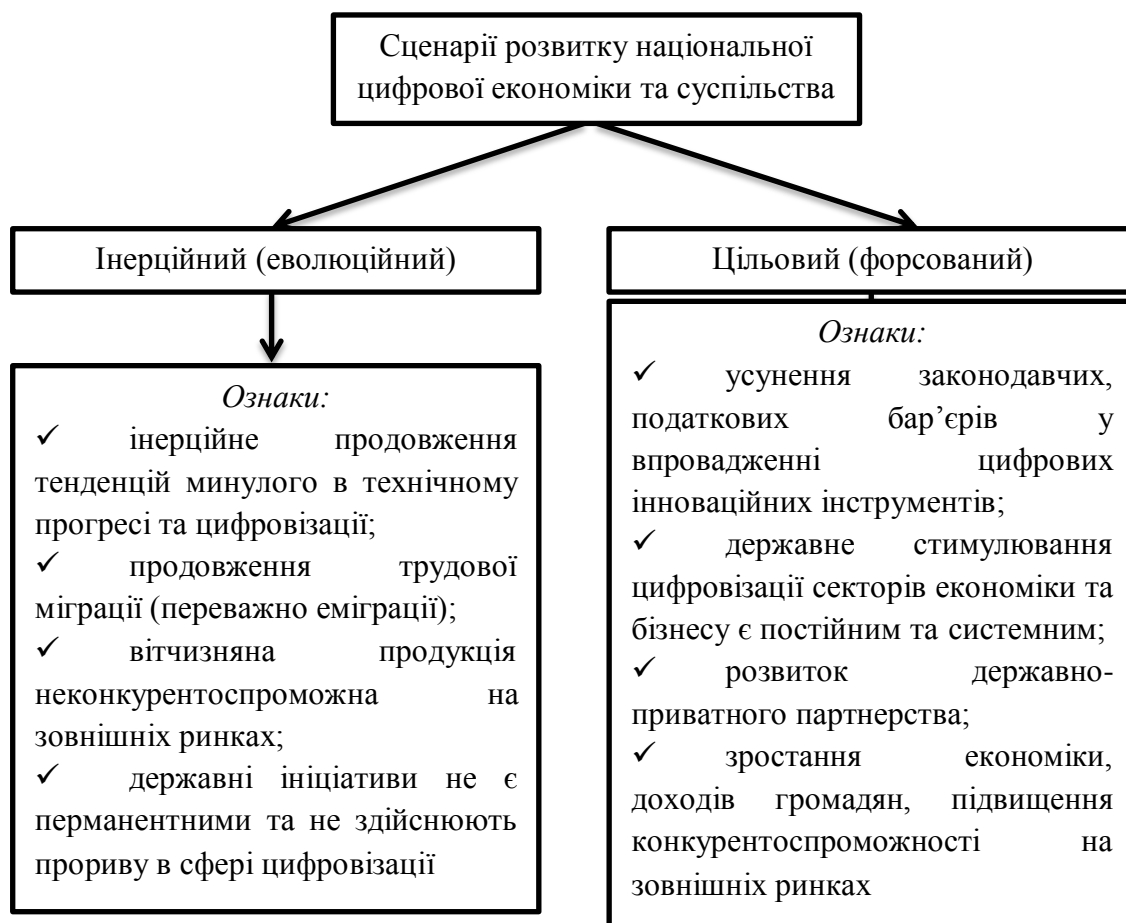 Сценарії розвитку національної
цифрової економіки та суспільства
Інерційний (еволюційний)
Цільовий (форсований)
Ознаки:
✓ інерційне продовження
тенденцій минулого в технічному
прогресі та цифровізації;
✓ продовження трудової
міграції (переважно еміграції);
✓ вітчизняна продукція
неконкурентоспроможна на
зовнішніх ринках;
✓ державні ініціативи не є
перманентними та не здійснюють
прориву в сфері цифровізації
Ознаки:
✓ усунення законодавчих,
податкових бар’єрів у
впровадженні цифрових
інноваційних інструментів;
✓ державне стимулювання
цифровізації секторів економіки та
бізнесу є постійним та системним;
✓ розвиток державно-
приватного партнерства;
✓ зростання економіки,
доходів громадян, підвищення
конкурентоспроможності на
зовнішніх ринках